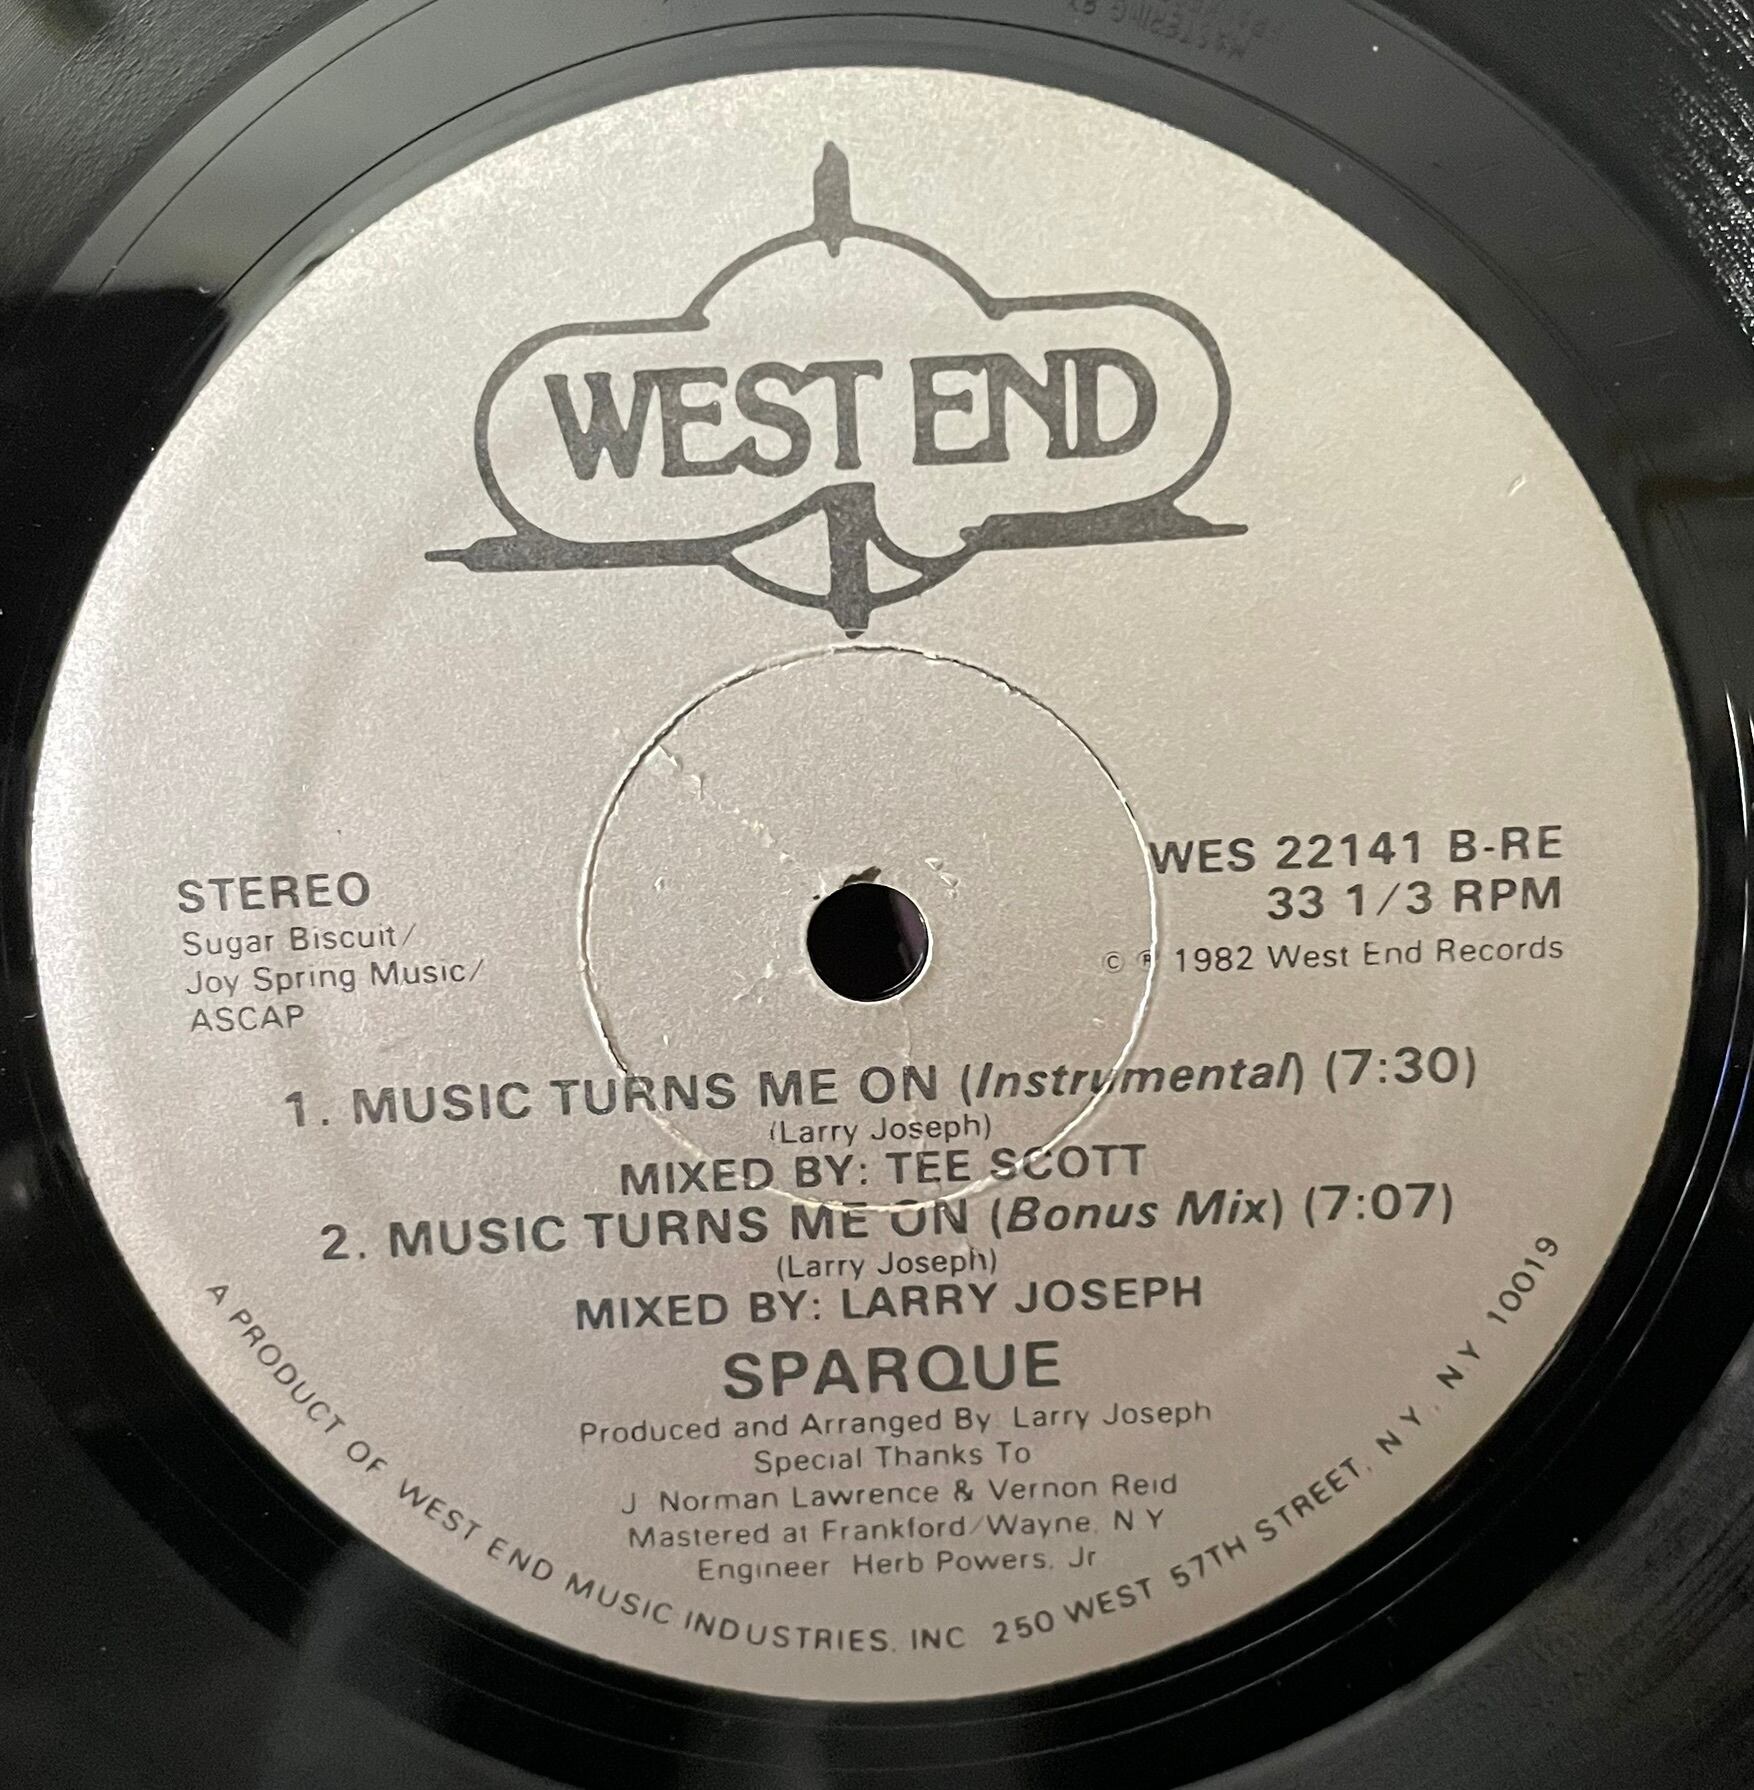 MASTERING BY
WEST END
WES 22141 B-RE
33 1/3 RPM
© ℗ 1982 West End Records
STEREO
Sugar Biscuit/
Joy Spring Music/
ASCAP
1. MUSIC TURNS ME ON (Instrumental) (7:30)
(Larry Joseph)
MIXED BY: TEE SCOTT
2. MUSIC TURNS ME ON (Bonus Mix) (7:07)
(Larry Joseph)
MIXED BY: LARRY JOSEPH
SPARQUE
Produced and Arranged By Larry Joseph
Special Thanks To
J Norman Lawrence & Vernon Reid
Mastered at Frankford/Wayne, N Y
Engineer Herb Powers, Jr
A PRODUCT OF WEST END MUSIC INDUSTRIES, INC 250 WEST 57TH STREET, N Y, N Y 10019